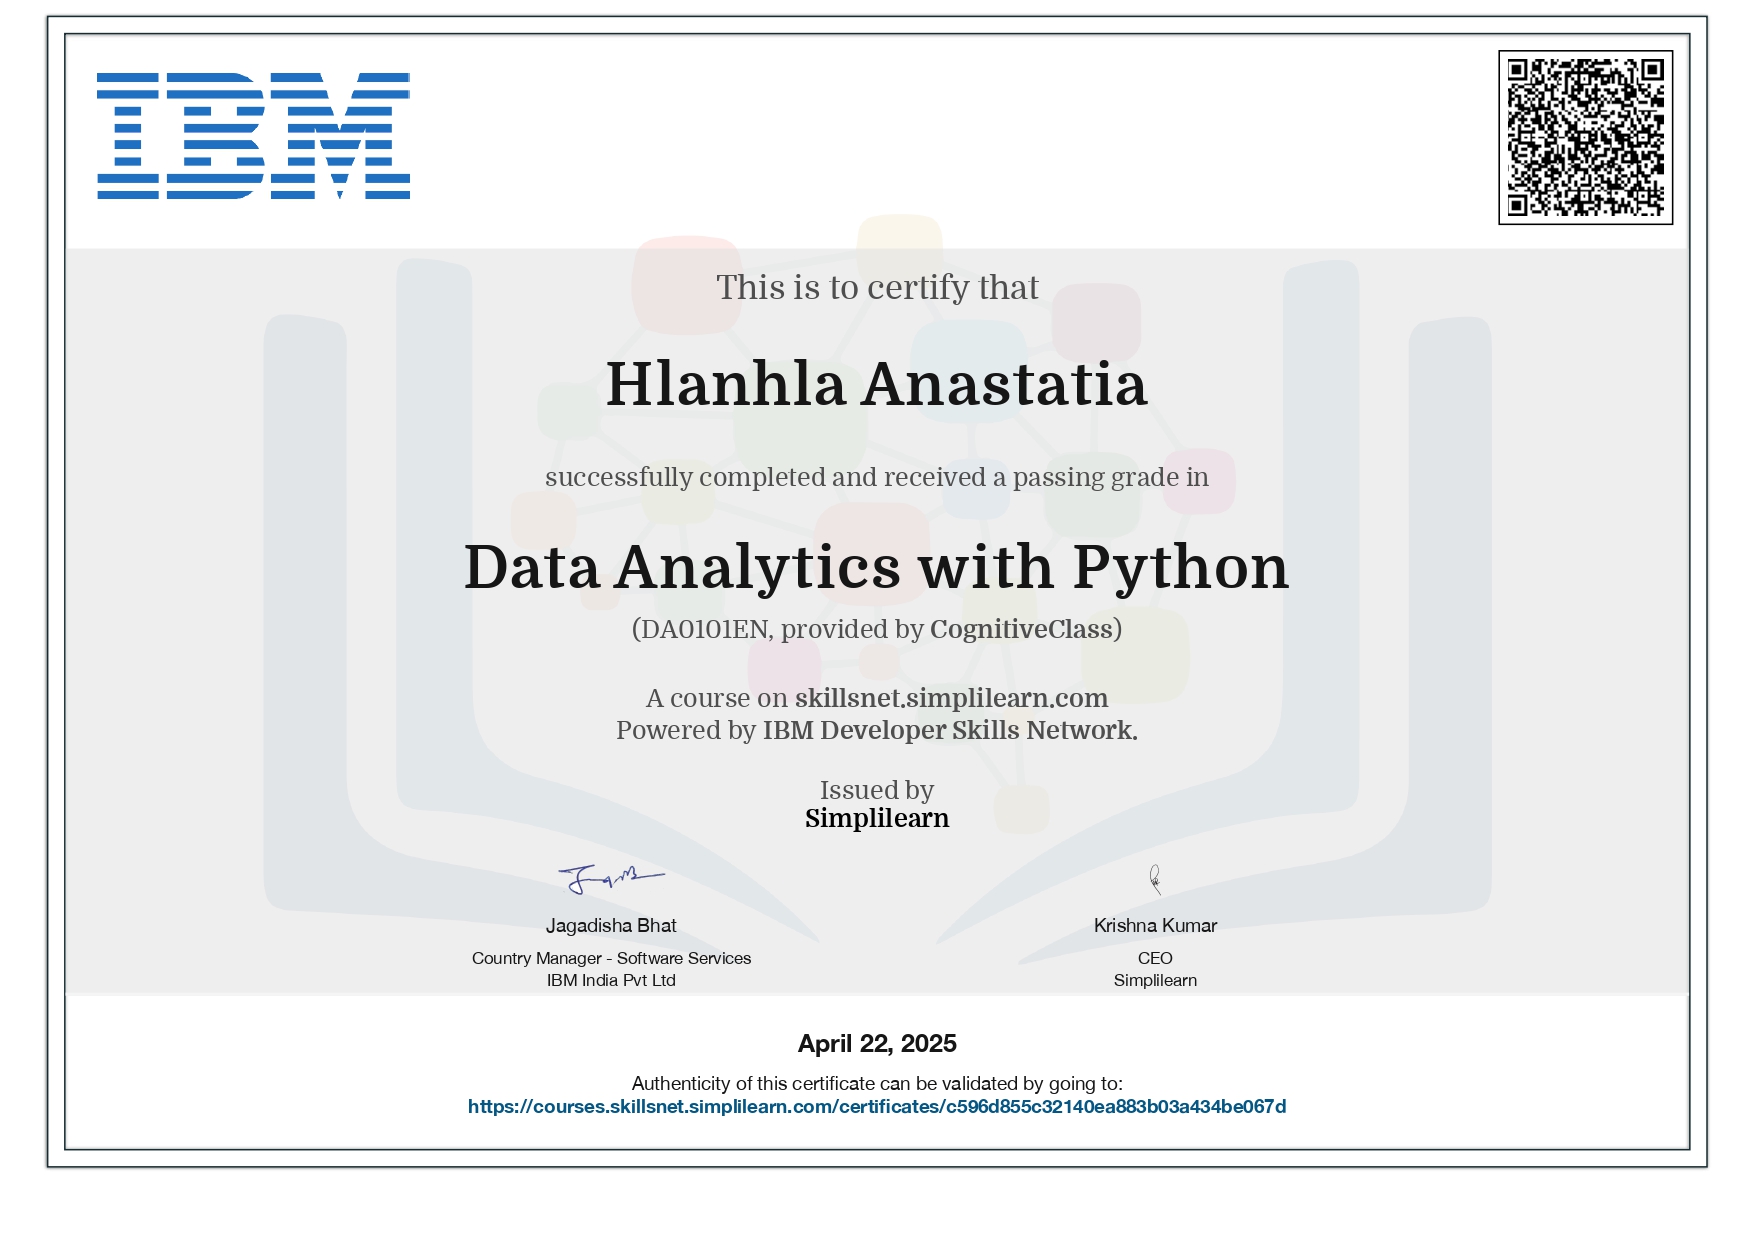 IBM
This is to certify that
Hlanhla Anastatia
successfully completed and received a passing grade in
Data Analytics with Python
(DA0101EN, provided by CognitiveClass)
A course on skillsnet.simplilearn.com
Powered by IBM Developer Skills Network.
Issued by
Simplilearn
Jagadisha Bhat
Country Manager - Software Services
IBM India Pvt Ltd
Krishna Kumar
CEO
Simplilearn
April 22, 2025
Authenticity of this certificate can be validated by going to:
https://courses.skillsnet.simplilearn.com/certificates/c596d855c32140ea883b03a434be067d